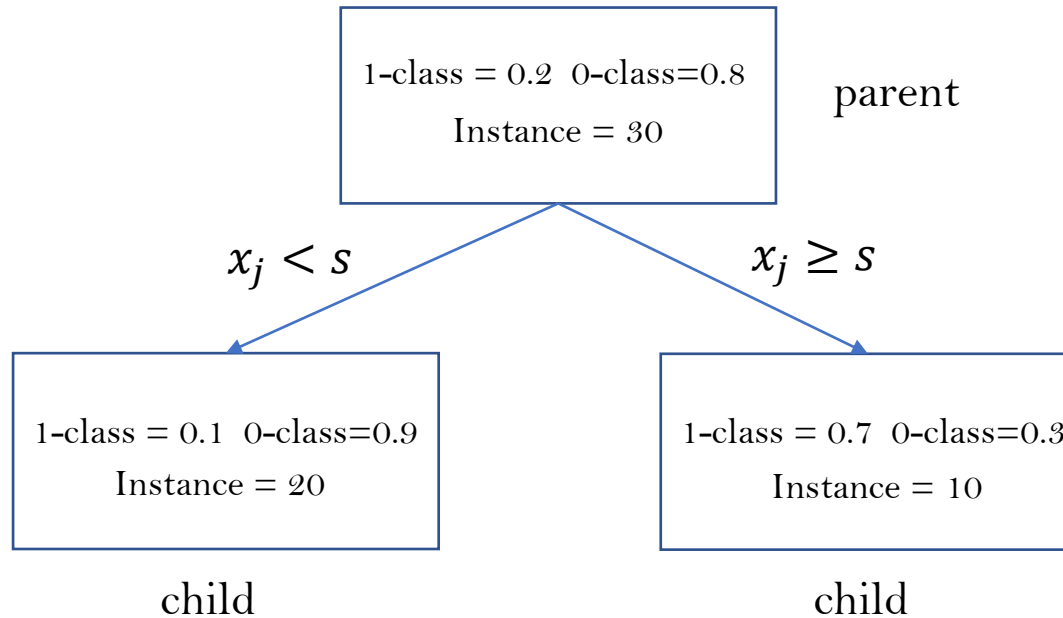 1-class = 0.2 0-class=0.8
Instance = 30
parent
x_j < s
x_j ≥ s
1-class = 0.1 0-class=0.9
Instance = 20
1-class = 0.7 0-class=0.3
Instance = 10
child
child